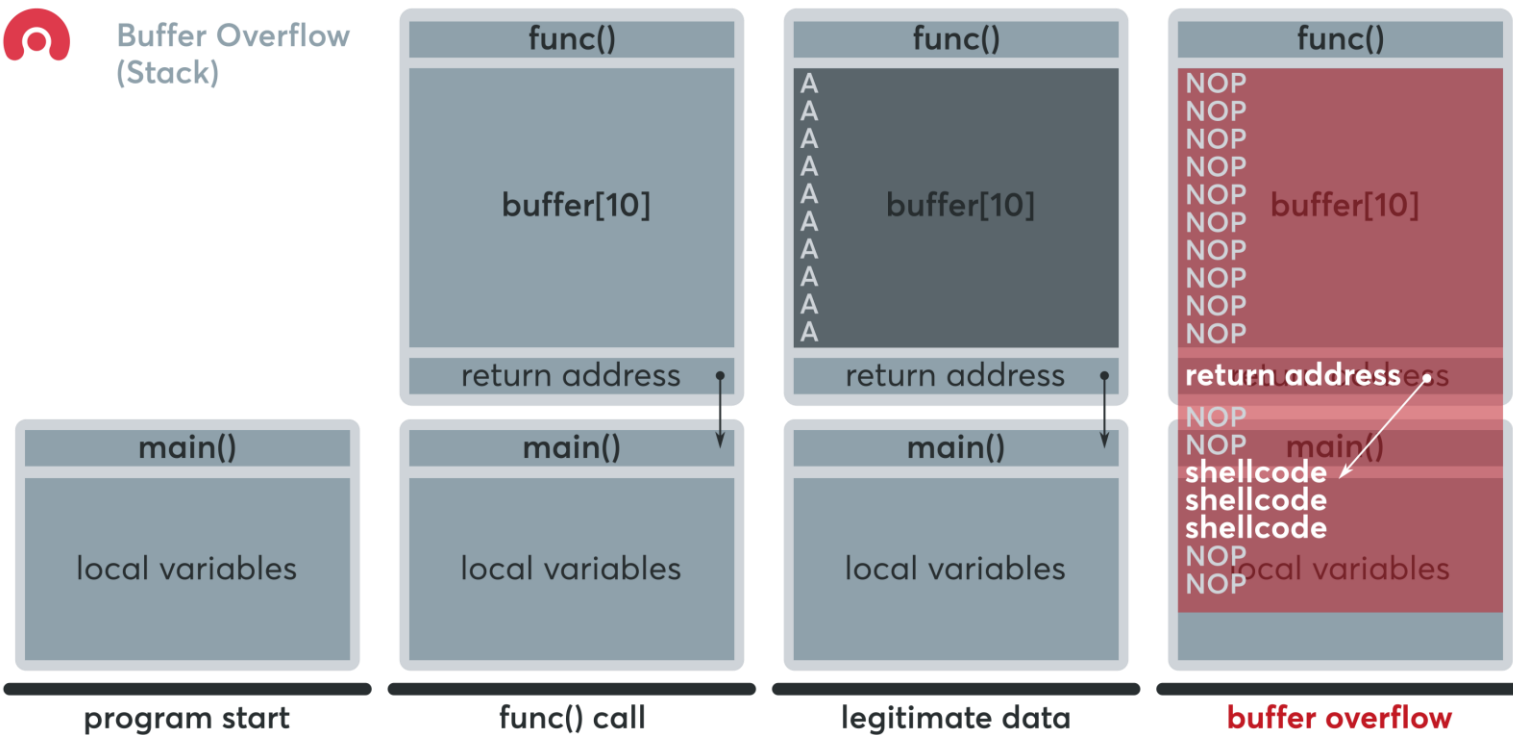 Buffer Overflow
(Stack)
main()
local variables
program start
func()
buffer[10]
return address
main()
local variables
func() call
func()
A
A
A
A
A
A
A
A
A
A
buffer[10]
return address
main()
local variables
legitimate data
func()
NOP
NOP
NOP
NOP
NOP
NOP
NOP
NOP
NOP
NOP
buffer[10]
return address
return address
NOP
NOP
main()
shellcode
shellcode
shellcode
NOP
NOP
local variables
buffer overflow